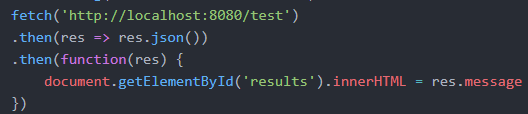 fetch('http://localhost:8080/test')
.then(res => res.json())
.then(function(res) {
    document.getElementById('results').innerHTML = res.message
})